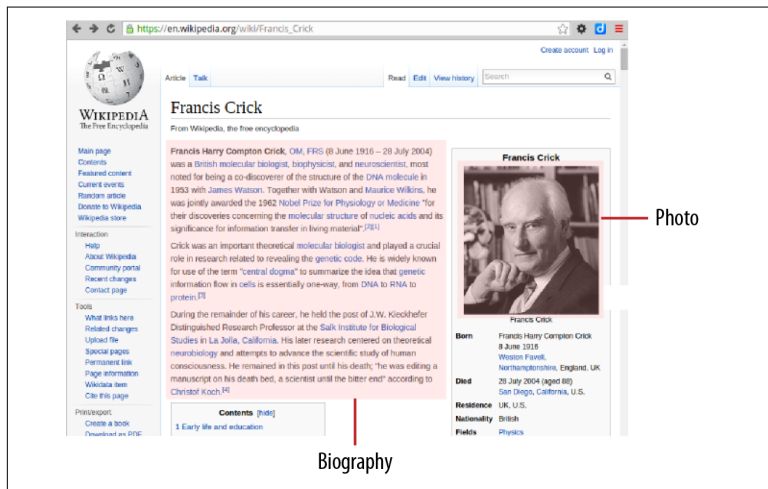 https://en.wikipedia.org/wiki/Francis_Crick
Create account Log in
WIKIPEDIA
The Free Encyclopedia
Article Talk
Read Edit View history Search
Francis Crick
From Wikipedia, the free encyclopedia
Main page
Contents
Featured content
Current events
Random article
Donate to Wikipedia
Wikipedia store
Interaction
Help
About Wikipedia
Community portal
Recent changes
Contact page
Tools
What links here
Related changes
Upload file
Special pages
Permanent link
Page information
Wikidata item
Cite this page
Print/export
Create a book
Download as PDF
Francis Harry Compton Crick, OM, FRS (8 June 1916 – 28 July 2004)
was a British molecular biologist, biophysicist, and neuroscientist, most
noted for being a co-discoverer of the structure of the DNA molecule in
1953 with James Watson. Together with Watson and Maurice Wilkins, he
was jointly awarded the 1962 Nobel Prize for Physiology or Medicine "for
their discoveries concerning the molecular structure of nucleic acids and its
significance for information transfer in living material".[2][1]
Crick was an important theoretical molecular biologist and played a crucial
role in research related to revealing the genetic code. He is widely known
for use of the term "central dogma" to summarize the idea that genetic
information flow in cells is essentially one-way, from DNA to RNA to
protein.[3]
During the remainder of his career, he held the post of J.W. Kieckhefer
Distinguished Research Professor at the Salk Institute for Biological
Studies in La Jolla, California. His later research centered on theoretical
neurobiology and attempts to advance the scientific study of human
consciousness. He remained in this post until his death; "he was editing a
manuscript on his death bed, a scientist until the bitter end" according to
Christof Koch.[4]
Contents [hide]
1 Early life and education
Francis Crick
Francis Crick
Born Francis Harry Compton Crick
8 June 1916
Weston Favell,
Northamptonshire, England, UK
Died 28 July 2004 (aged 88)
San Diego, California, U.S.
Residence UK, U.S.
Nationality British
Fields Physics
Photo
Biography